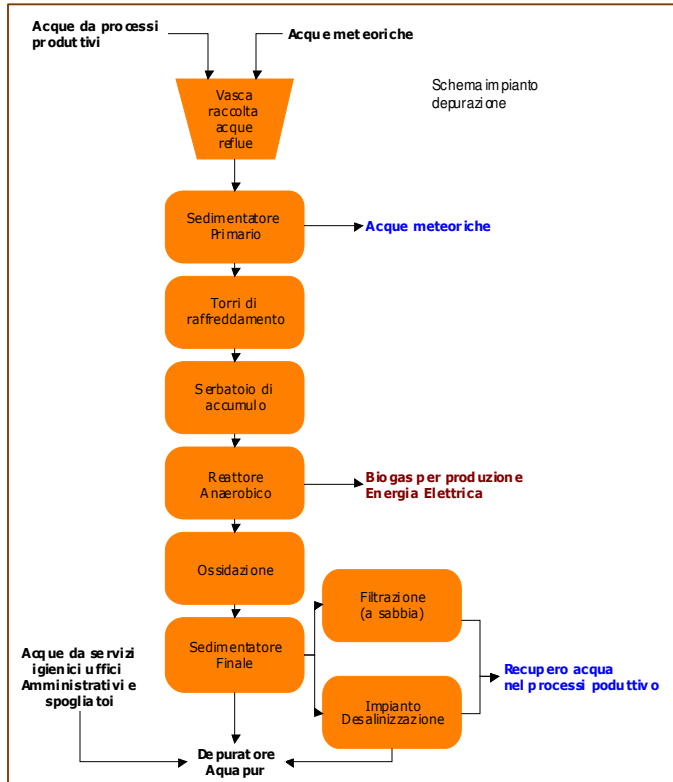 Acque da processi
produttivi
Acque meteoriche
Schema impianto
depurazione
Vasca
raccolta
acque
reflue
Sedimentatore
Primario
Acque meteoriche
Torri di
raffreddamento
Serbatoio di
accumulo
Reattore
Anaerobico
Biogas per produzione
Energia Elettrica
Ossidazione
Filtrazione
(a sabbia)
Acque da servizi
igienici uffici
Amministrativi e
spogliatoi
Sedimentatore
Finale
Recupero acqua
nel processi poduttivo
Impianto
Desalinizzazione
Depuratore
Aquapur